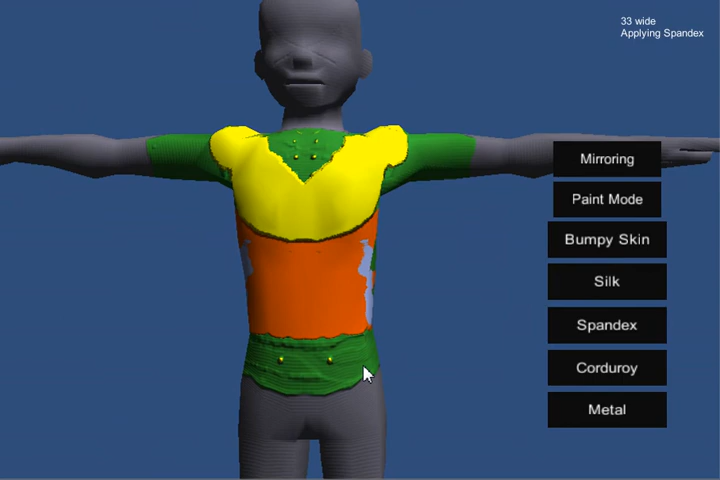 33 wide
Applying Spandex
Mirroring
Paint Mode
Bumpy Skin
Silk
Spandex
Corduroy
Metal